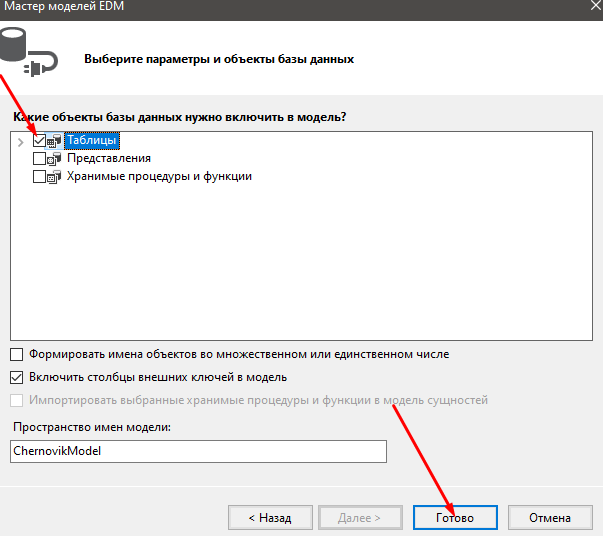 Мастер моделей EDM
Выберите параметры и объекты базы данных
Какие объекты базы данных нужно включить в модель?
Таблицы
Представления
Хранимые процедуры и функции
Формировать имена объектов во множественном или единственном числе
Включить столбцы внешних ключей в модель
Импортировать выбранные хранимые процедуры и функции в модель сущностей
Пространство имен модели:
ChernovikModel
< Назад
Далее >
Готово
Отмена